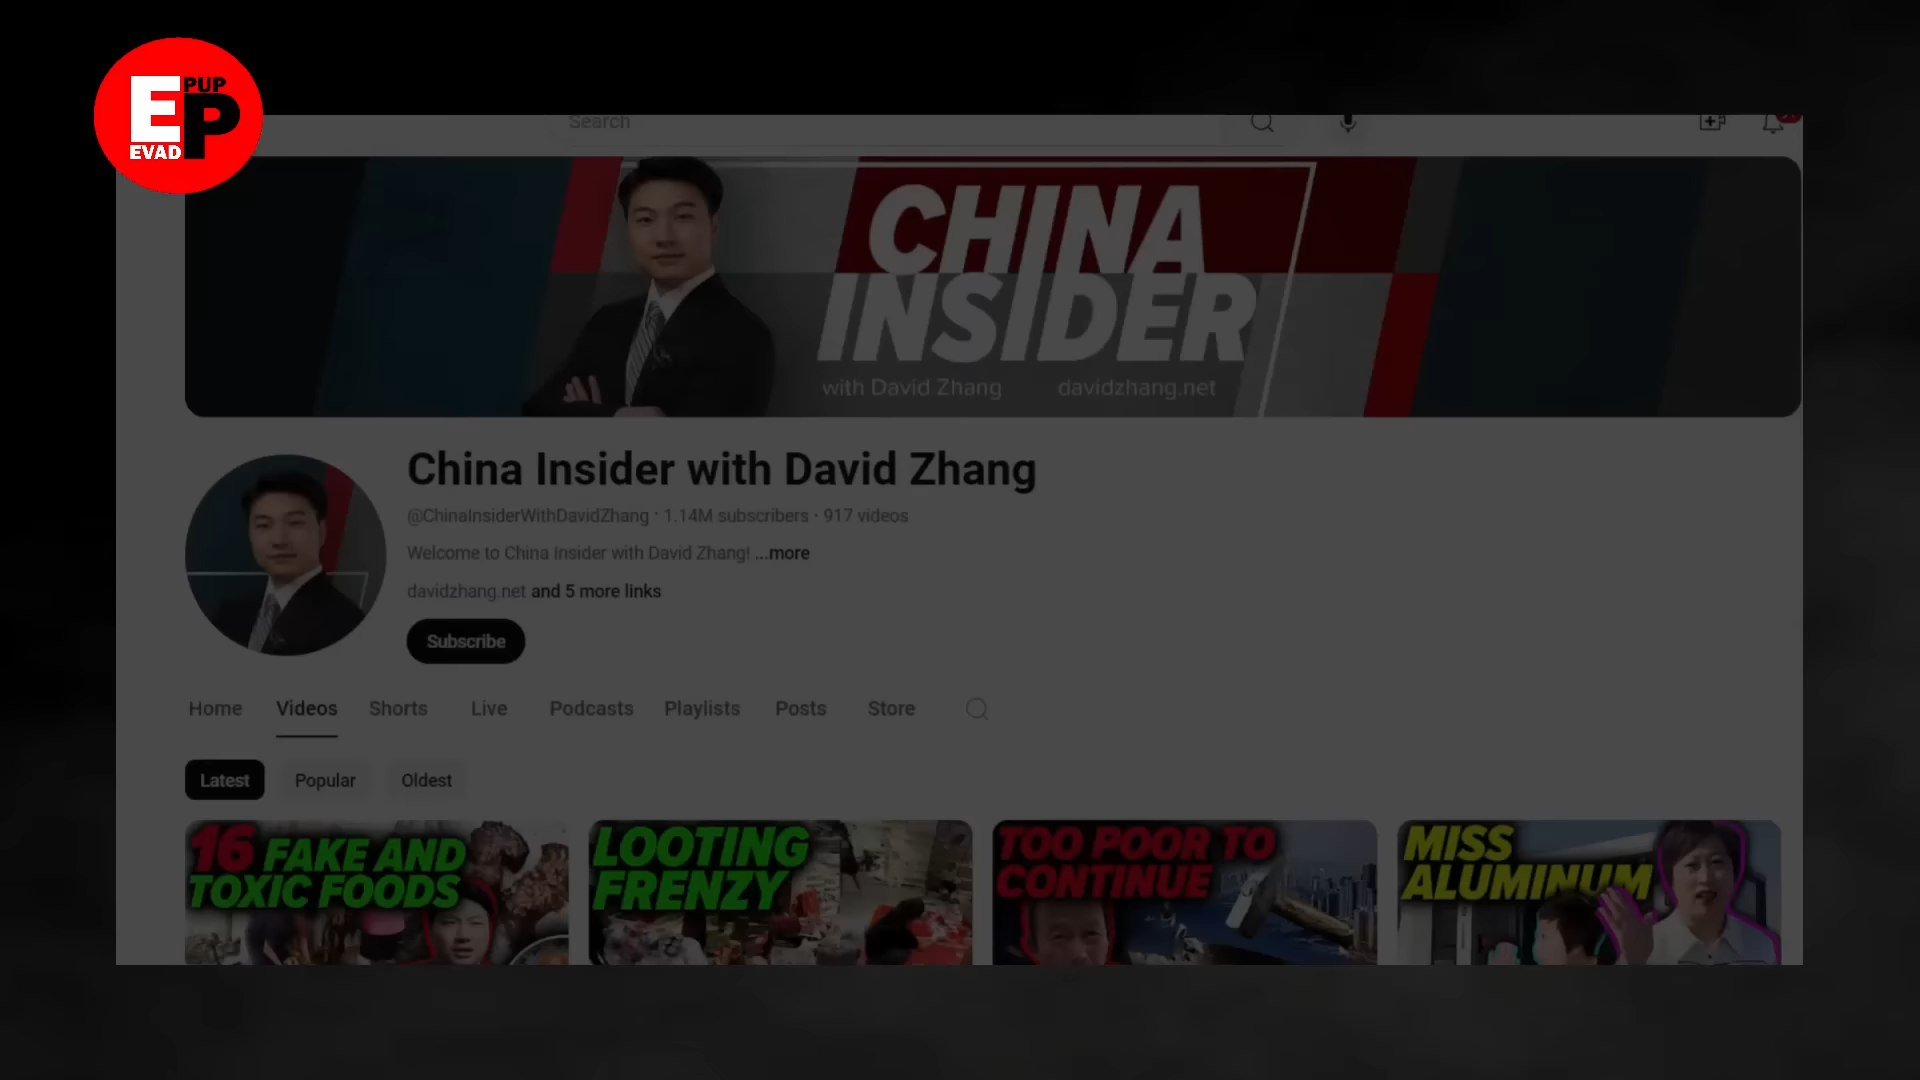 E PUP
EVAD P
Search
CHINA
INSIDER
with David Zhang davidzhang.net
China Insider with David Zhang
@ChinaInsiderWithDavidZhang · 1.14M subscribers · 917 videos
Welcome to China Insider with David Zhang! ...more
davidzhang.net and 5 more links
Subscribe
Home Videos Shorts Live Podcasts Playlists Posts Store
Latest Popular Oldest
16 FAKE AND
TOXIC FOODS
LOOTING
FRENZY
TOO POOR TO
CONTINUE
MISS
ALUMINUM